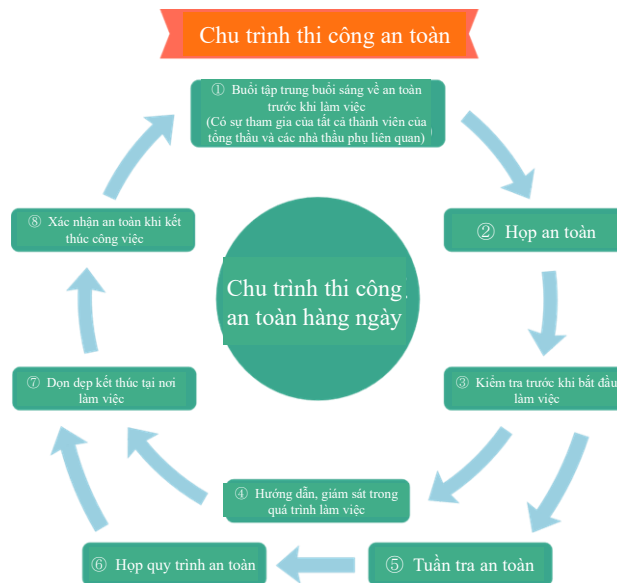 Chu trình thi công an toàn
① Buổi tập trung buổi sáng về an toàn
trước khi làm việc
(Có sự tham gia của tất cả thành viên của
tổng thầu và các nhà thầu phụ liên quan)
② Họp an toàn
③ Kiểm tra trước khi bắt đầu
làm việc
④ Hướng dẫn, giám sát trong
quá trình làm việc
⑤ Tuần tra an toàn
⑥ Họp quy trình an toàn
⑦ Dọn dẹp kết thúc tại nơi
làm việc
⑧ Xác nhận an toàn khi kết
thúc công việc
Chu trình thi công
an toàn hàng ngày